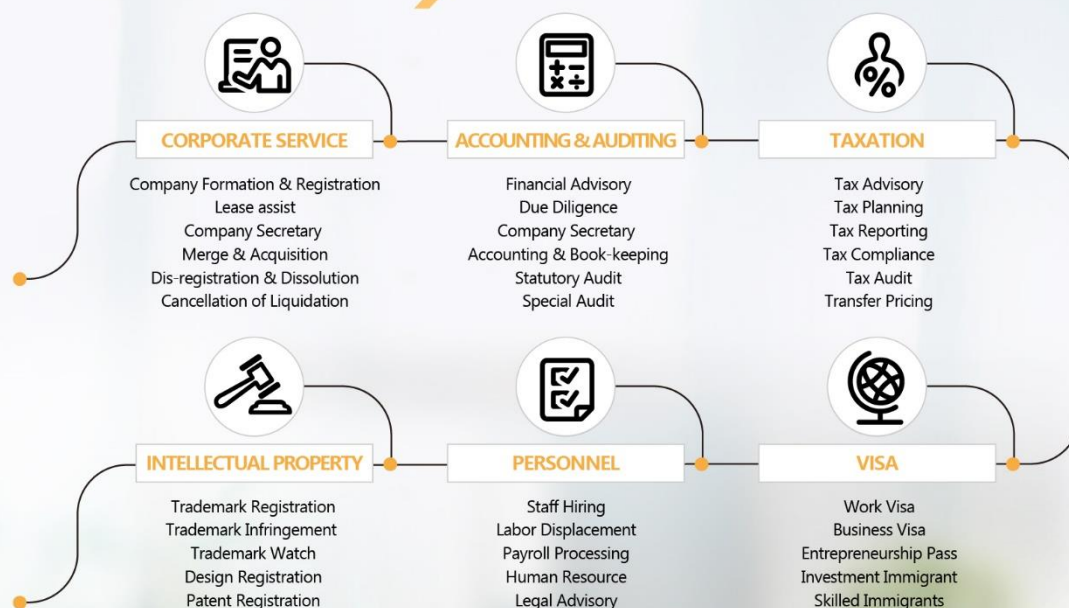 CORPORATE SERVICE
Company Formation & Registration
Lease assist
Company Secretary
Merge & Acquisition
Dis-registration & Dissolution
Cancellation of Liquidation
ACCOUNTING & AUDITING
Financial Advisory
Due Diligence
Company Secretary
Accounting & Book-keeping
Statutory Audit
Special Audit
TAXATION
Tax Advisory
Tax Planning
Tax Reporting
Tax Compliance
Tax Audit
Transfer Pricing
INTELLECTUAL PROPERTY
Trademark Registration
Trademark Infringement
Trademark Watch
Design Registration
Patent Registration
PERSONNEL
Staff Hiring
Labor Displacement
Payroll Processing
Human Resource
Legal Advisory
VISA
Work Visa
Business Visa
Entrepreneurship Pass
Investment Immigrant
Skilled Immigrants